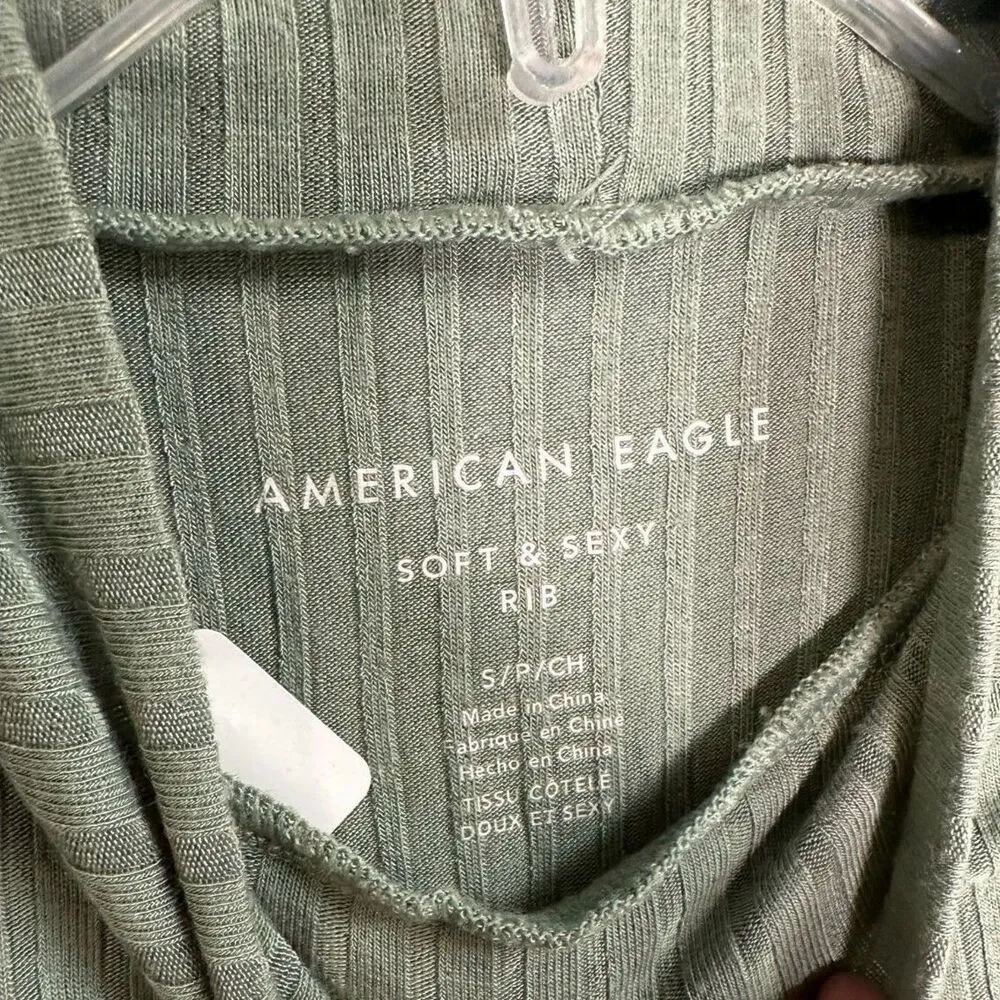 AMERICAN EAGLE
SOFT & SEXY
RIB
S/P/CH
Made in China
Fabriqué en Chine
Hecho en China
TISSU CÔTELÉ
DOUX ET SEXY